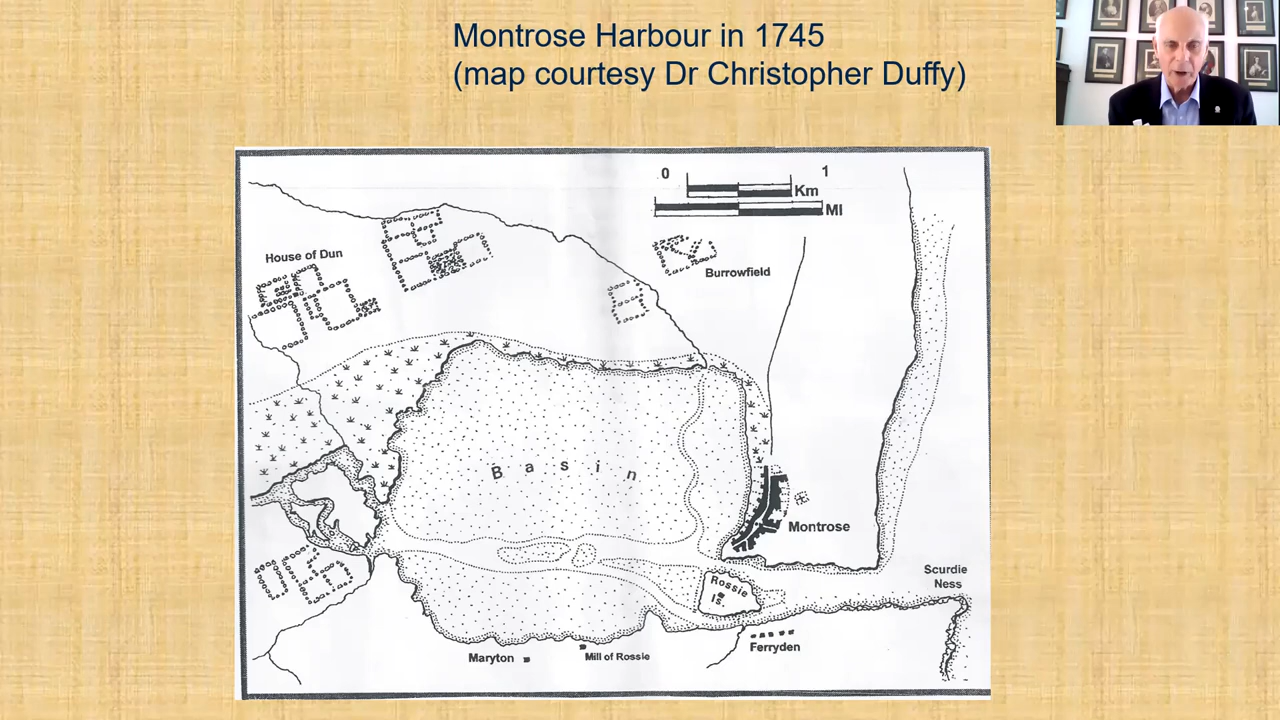 Montrose Harbour in 1745
(map courtesy Dr Christopher Duffy)
0 1
Km
Ml
House of Dun
Burrowfield
Basin
Montrose
Scurdie
Ness
Rossie
Is.
Ferryden
Maryton
Mill of Rossie